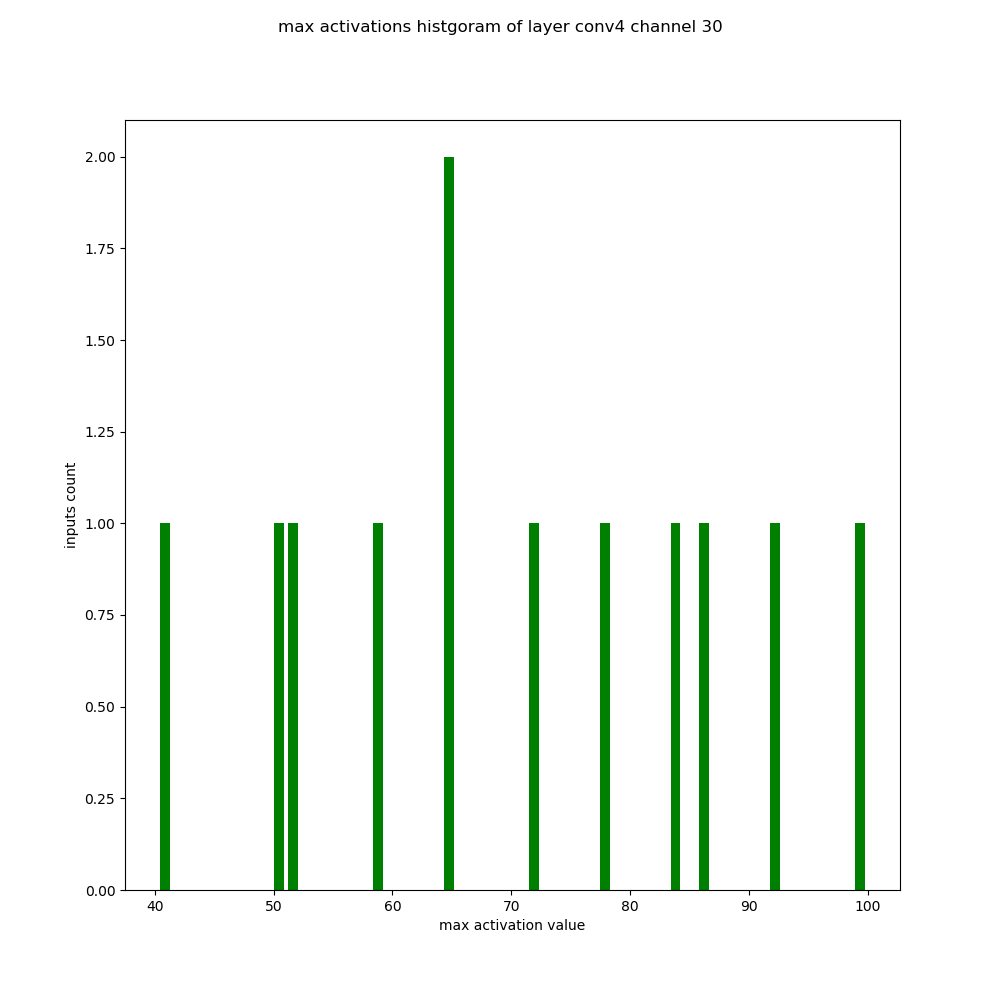 max activations histgoram of layer conv4 channel 30
2.00
1.75
1.50
1.25
1.00
0.75
0.50
0.25
0.00
inputs count
40 50 60 70 80 90 100
max activation value